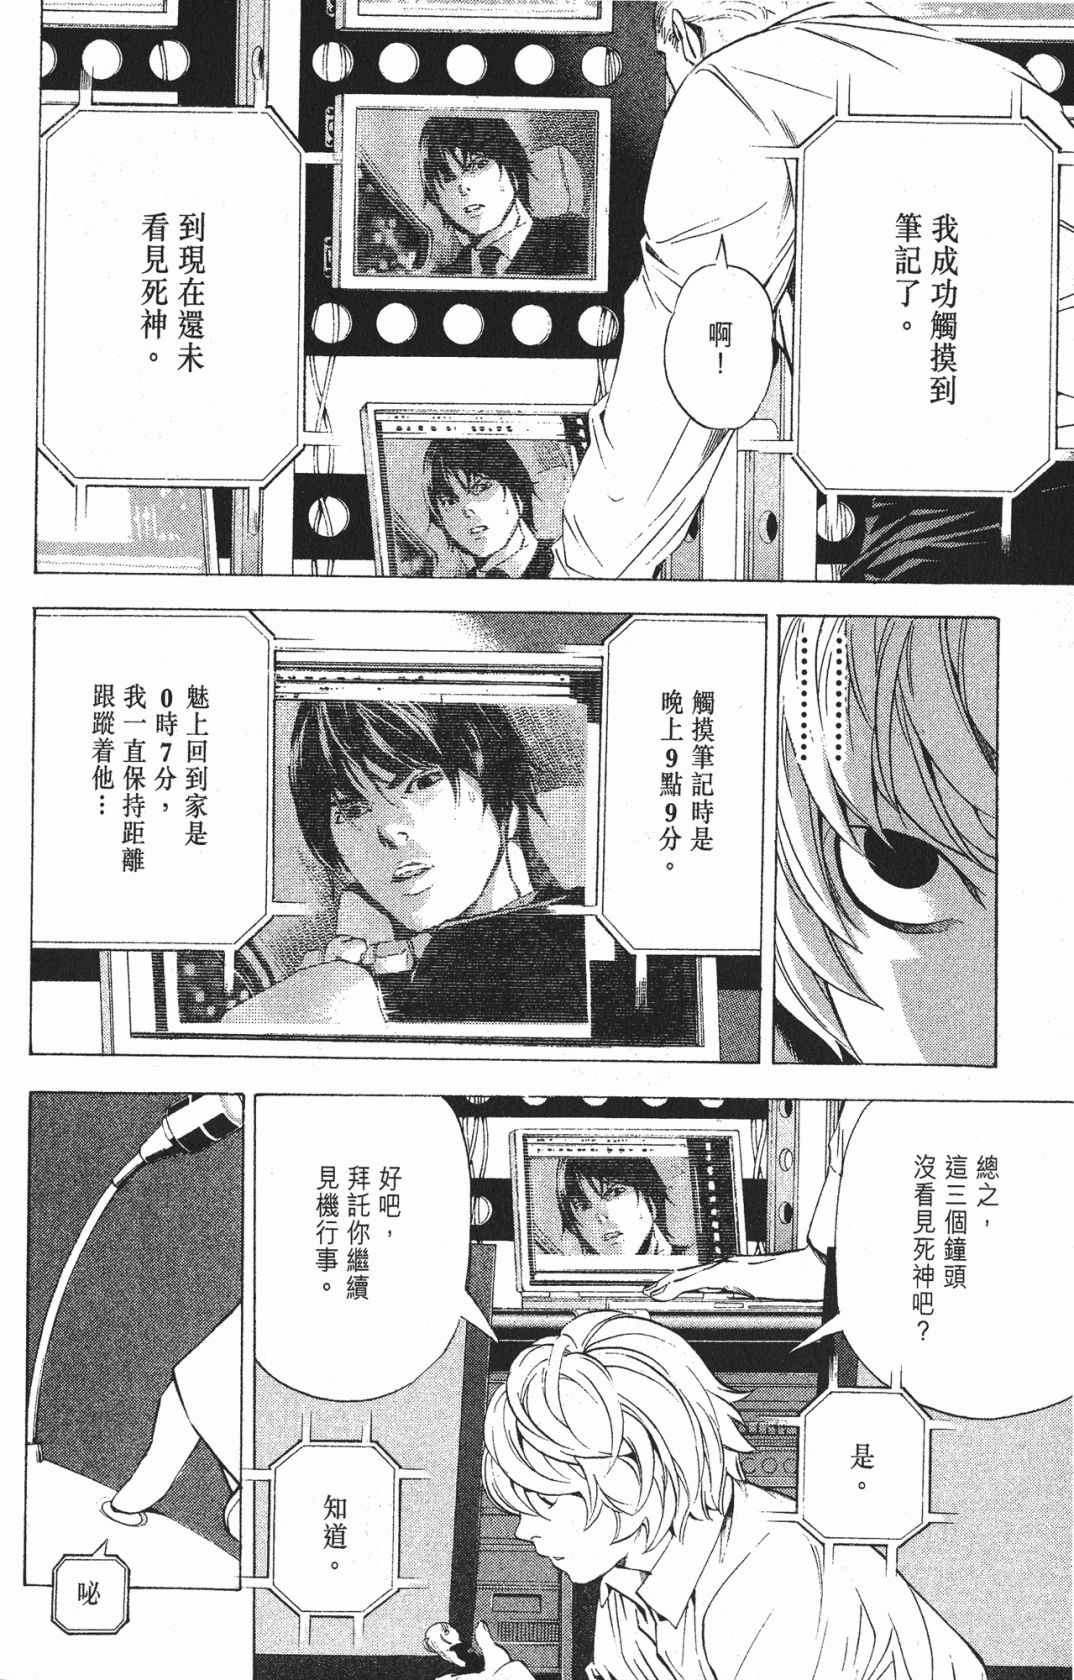 我成功觸摸到
筆記了。
啊！
到現在還未
看見死神。
⋯⋯⋯⋯
⋯⋯⋯⋯
觸摸筆記時是
晚上9點9分。
魅上回到家是
0時7分，
我一直保持距離
跟蹤着他⋯
總之，
這三個鐘頭
沒看見死神吧？
是。
好吧，
拜託你繼續
見機行事。
知道。
咇